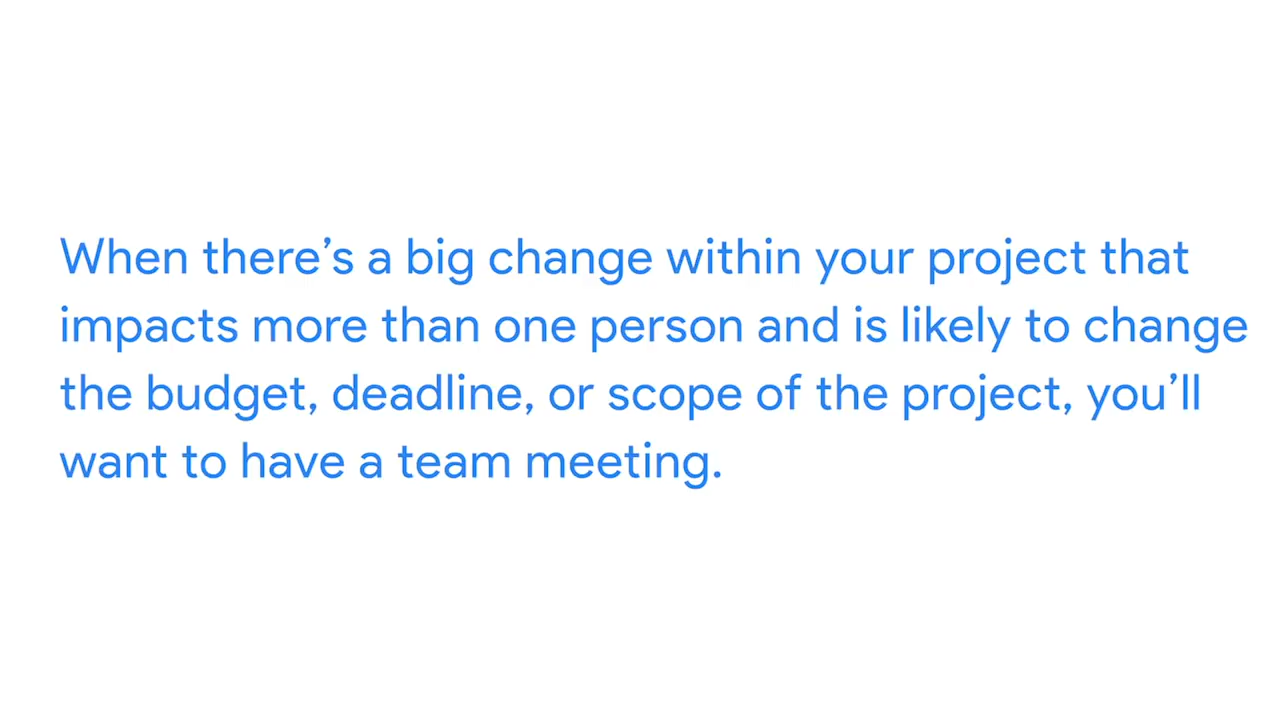 When there’s a big change within your project that
impacts more than one person and is likely to change
the budget, deadline, or scope of the project, you’ll
want to have a team meeting.